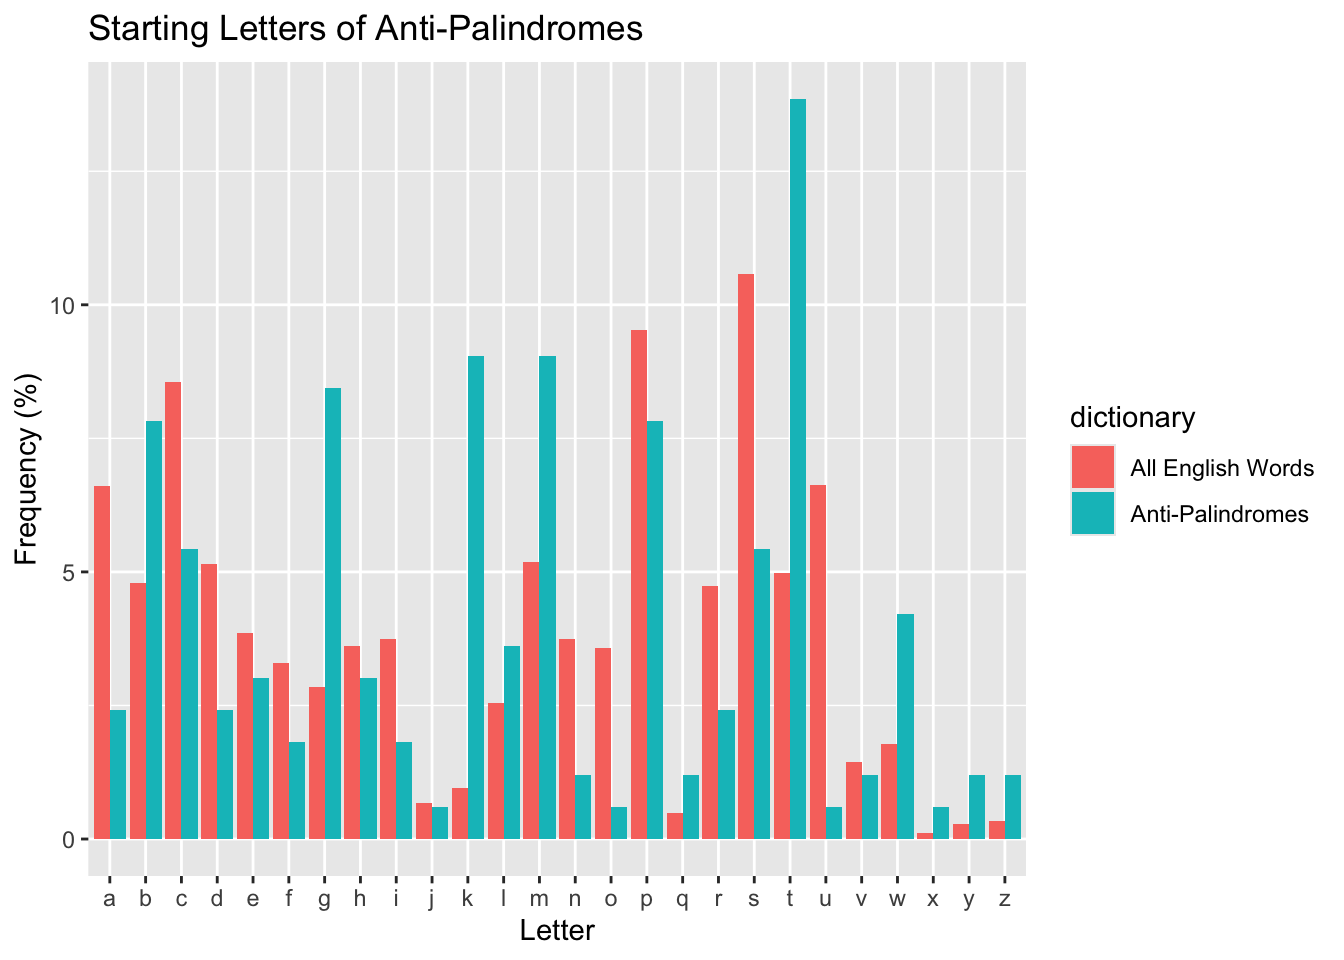 Starting Letters of Anti-Palindromes
Frequency (%)
10
5
0
a b c d e f g h i j k l m n o p q r s t u v w x y z
Letter
dictionary
All English Words
Anti-Palindromes